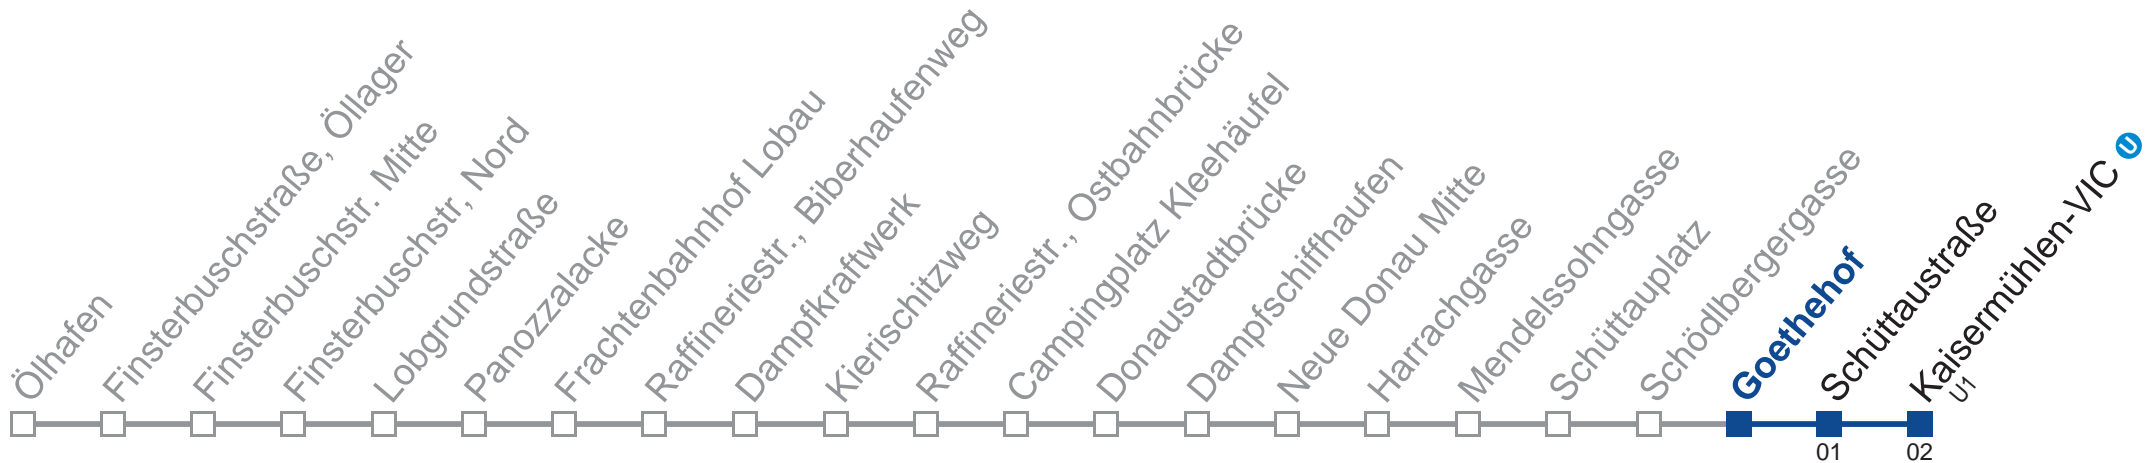 Ölhafen
Finsterbuschstraße, Öllager
Finsterbuschstr. Mitte
Finsterbuschstr, Nord
Lobgrundstraße
Panozzalacke
Frachtenbahnhof Lobau
Raffineriestr., Biberhaufenweg
Dampfkraftwerk
Kierischitzweg
Raffineriestr., Ostbahnbrücke
Campingplatz Kleehäufel
Donaustadtbrücke
Dampfschiffhaufen
Neue Donau Mitte
Harrachgasse
Mendelssohngasse
Schüttauplatz
Schödlbergergasse
Goethehof
Schüttaustraße
Kaisermühlen-VIC U
U1
01
02